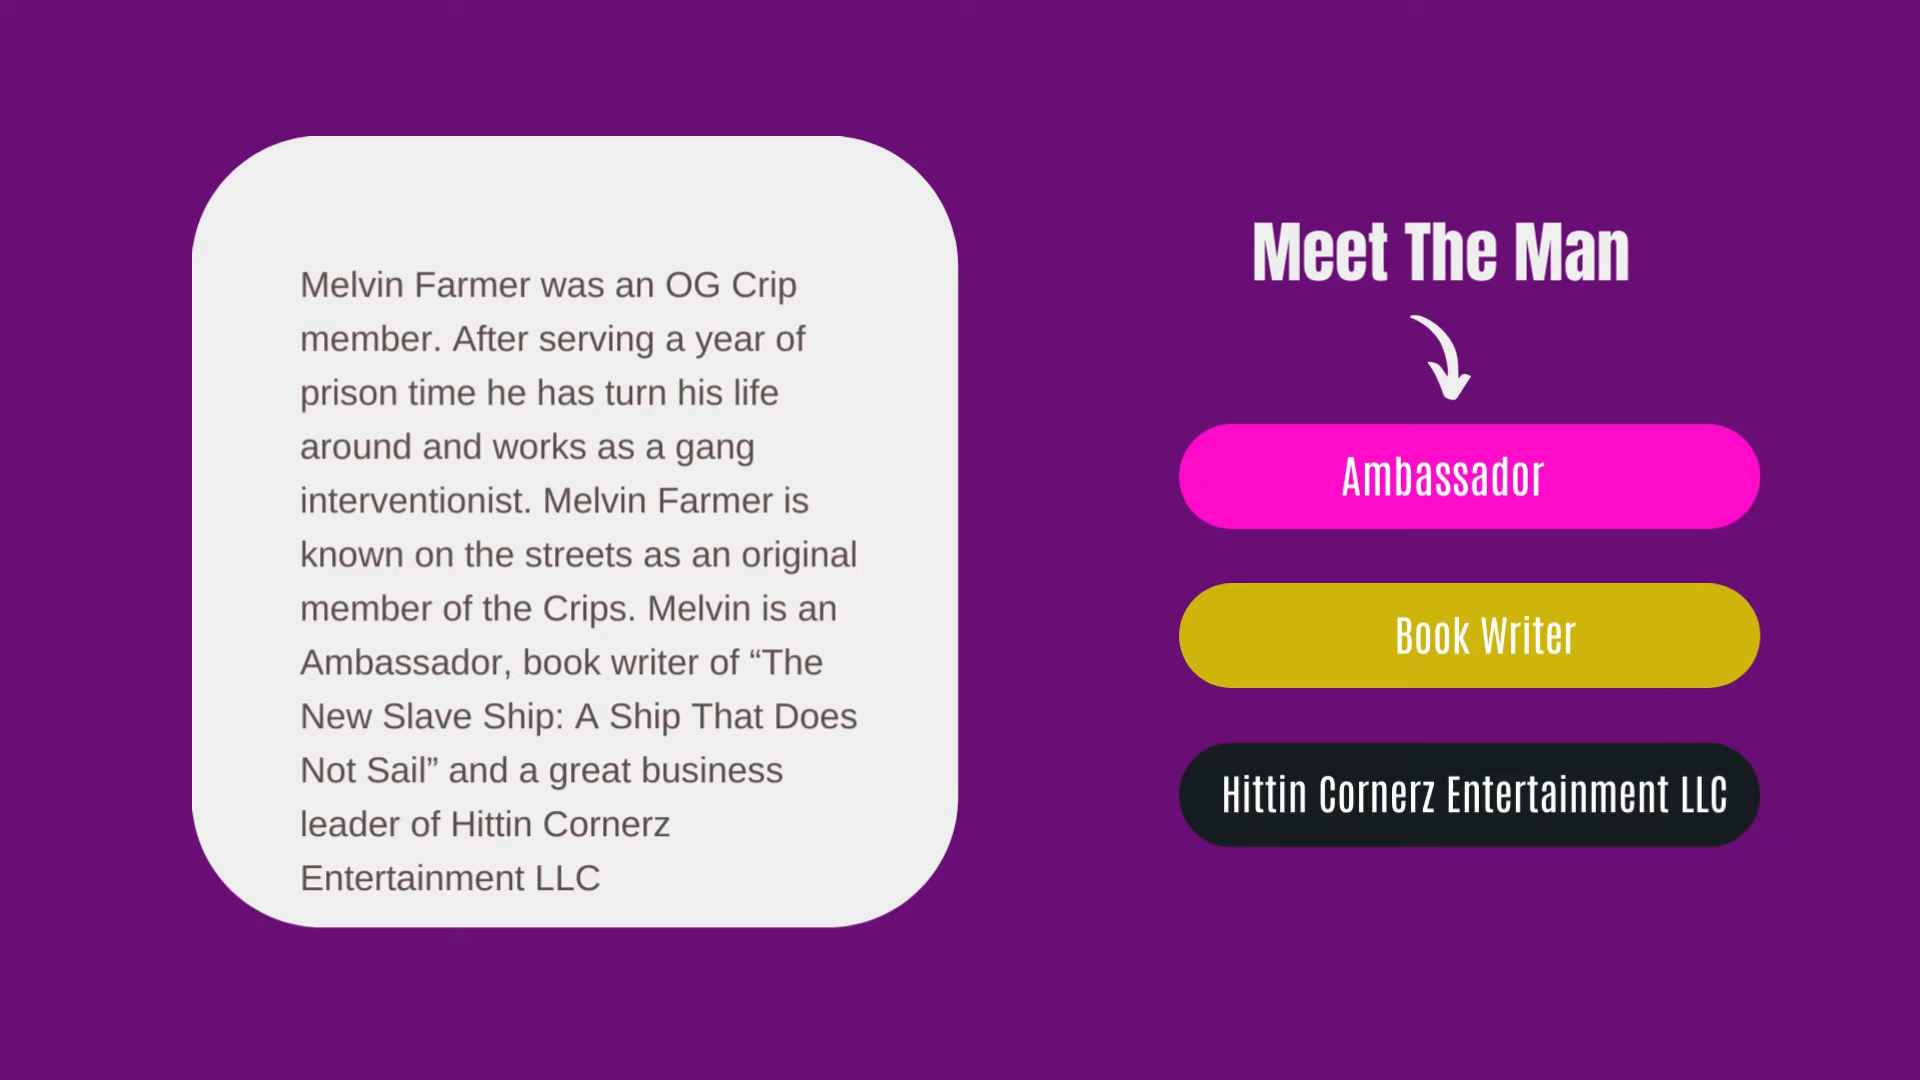 Melvin Farmer was an OG Crip
member. After serving a year of
prison time he has turn his life
around and works as a gang
interventionist. Melvin Farmer is
known on the streets as an original
member of the Crips. Melvin is an
Ambassador, book writer of “The
New Slave Ship: A Ship That Does
Not Sail” and a great business
leader of Hittin Cornerz
Entertainment LLC
Meet The Man
Ambassador
Book Writer
Hittin Cornerz Entertainment LLC